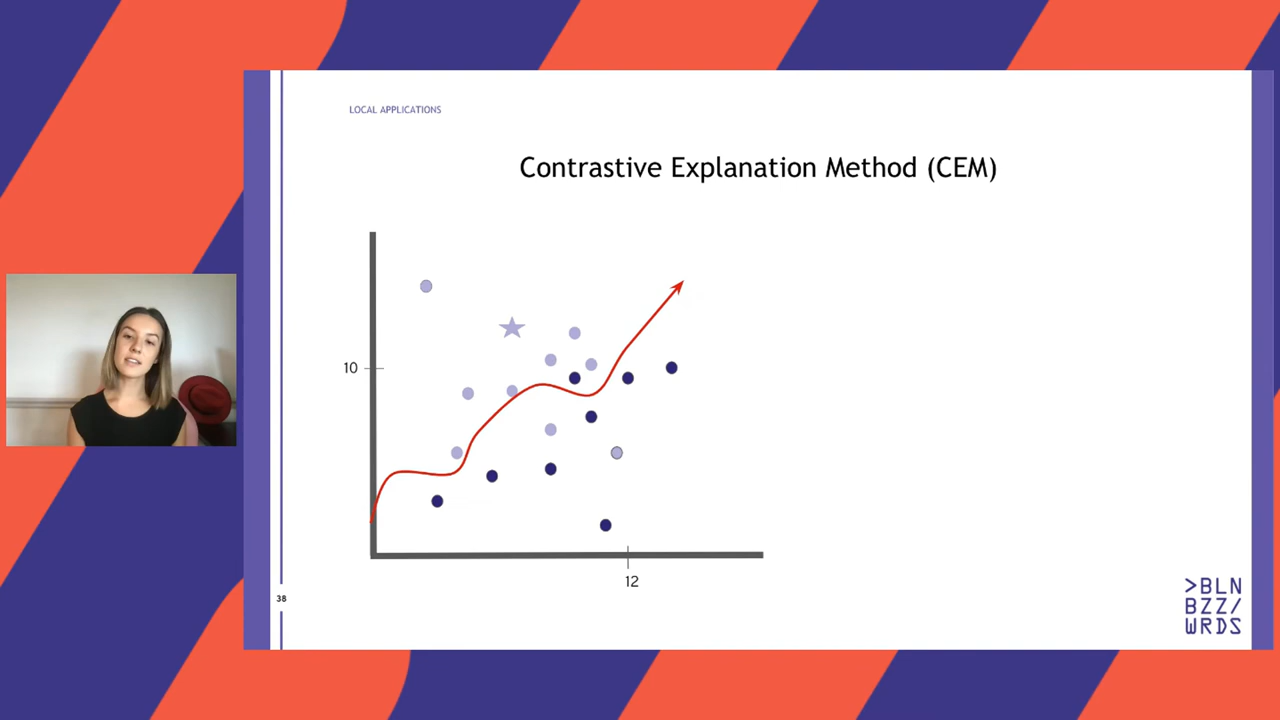 LOCAL APPLICATIONS
Contrastive Explanation Method (CEM)
10
12
38
>BLN
BZZ/
WRDS